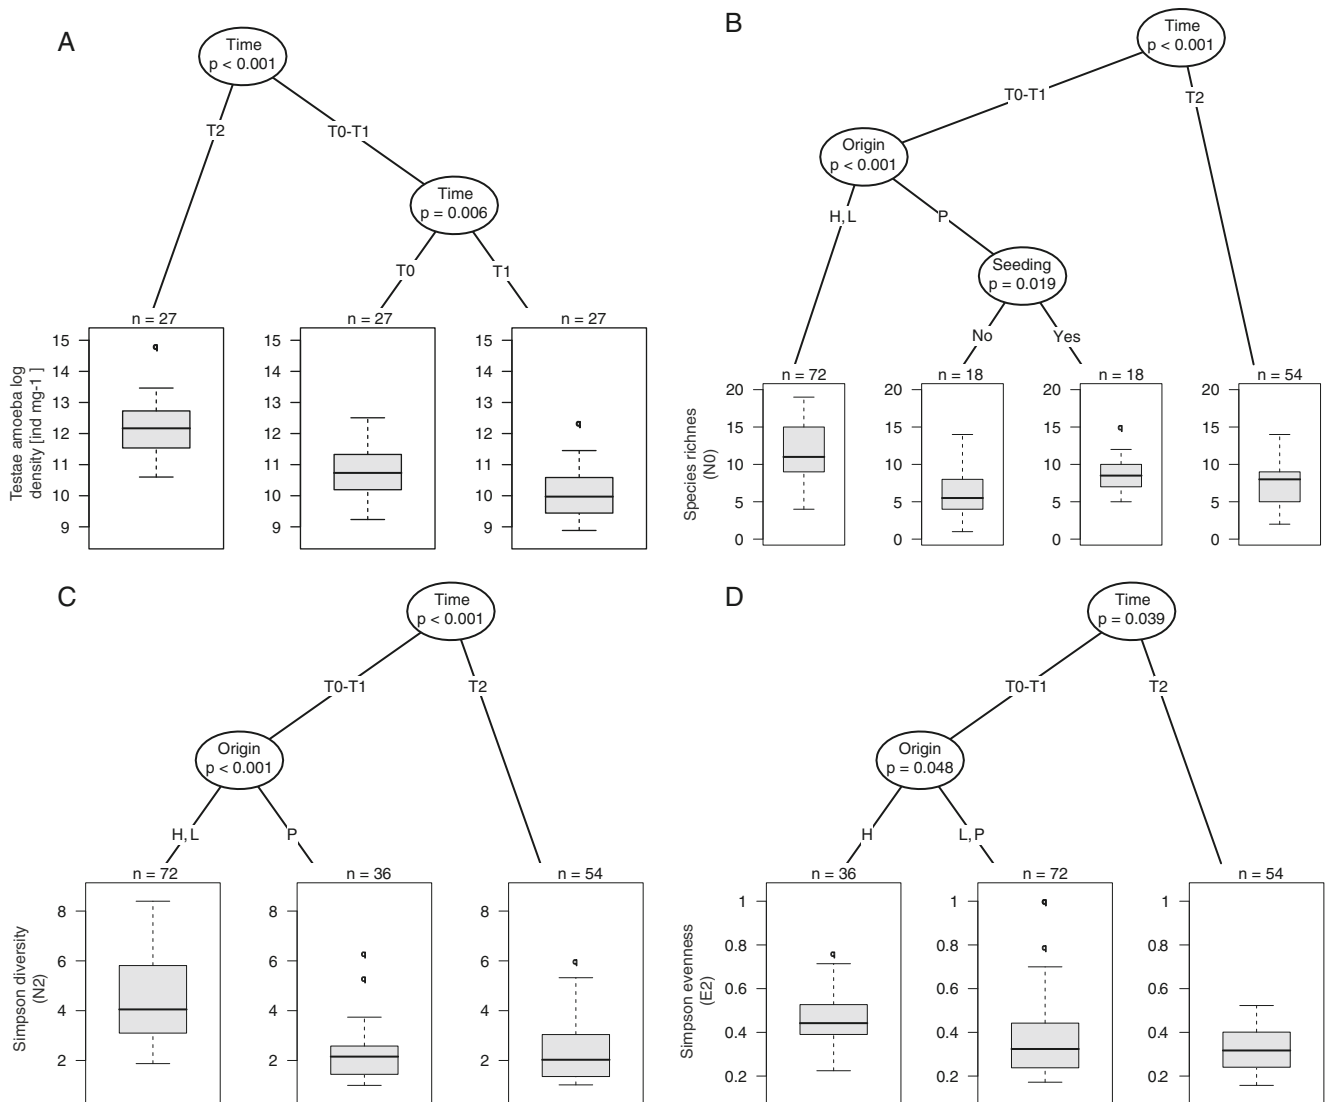 A
Time
p < 0.001
T2
T0-T1
Time
p = 0.006
T0
T1
n = 27
n = 27
n = 27
Testae amoeba log
density [ind mg-1 ]
15
14
13
12
11
10
9
q
15
14
13
12
11
10
9
15
14
13
12
11
10
9
q
B
Time
p < 0.001
T0-T1
T2
Origin
p < 0.001
H, L
P
Seeding
p = 0.019
No
Yes
n = 72
n = 18
n = 18
n = 54
Species richnes
(N0)
20
15
10
5
0
20
15
10
5
0
20
15
10
5
0
q
20
15
10
5
0
C
Time
p < 0.001
T0-T1
T2
Origin
p < 0.001
H, L
P
n = 72
n = 36
n = 54
Simpson diversity
(N2)
8
6
4
2
8
6
4
2
q
q
8
6
4
2
q
D
Time
p = 0.039
T0-T1
T2
Origin
p = 0.048
H
L, P
n = 36
n = 72
n = 54
Simpson evenness
(E2)
1
0.8
0.6
0.4
0.2
q
1
0.8
0.6
0.4
0.2
q
q
1
0.8
0.6
0.4
0.2